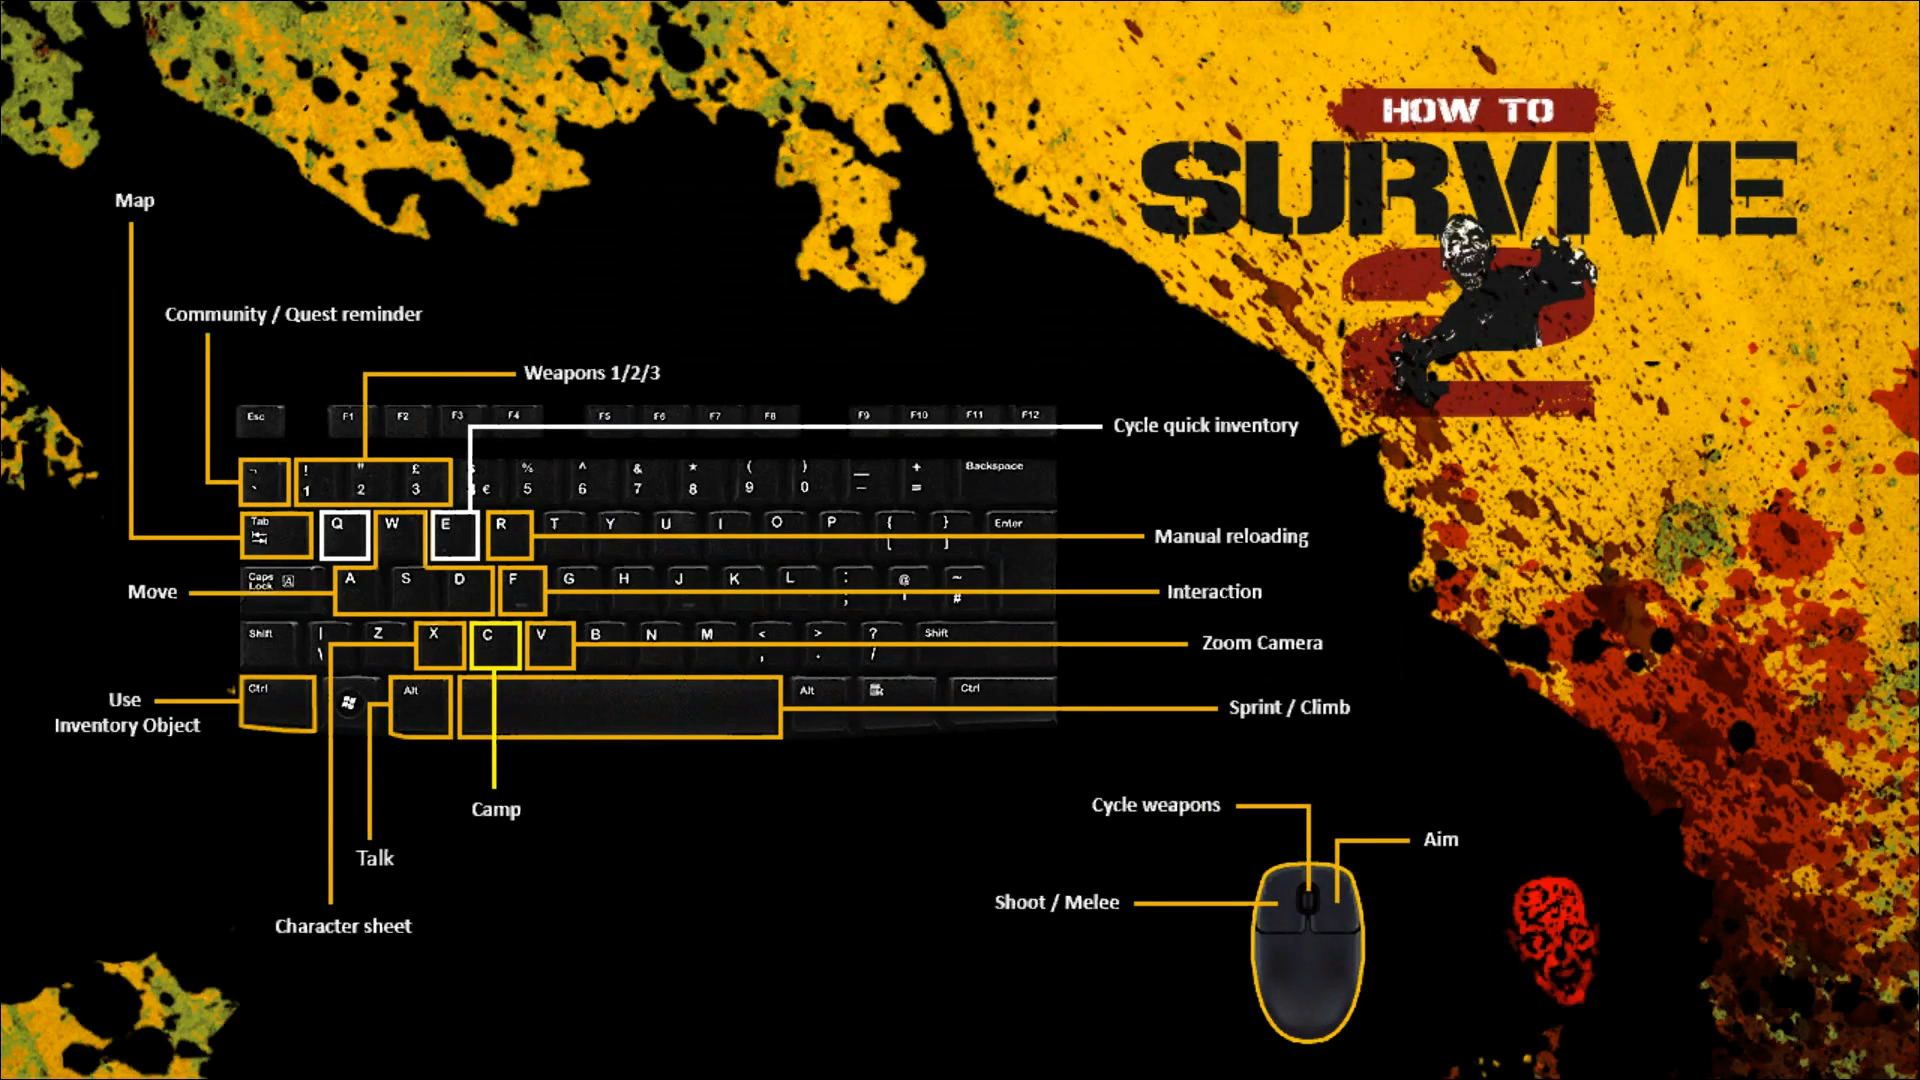 HOW TO
SURVIVE
2
Map
Community / Quest reminder
Weapons 1/2/3
Cycle quick inventory
Manual reloading
Move
Interaction
Zoom Camera
Use
Inventory Object
Sprint / Climb
Camp
Talk
Character sheet
Cycle weapons
Aim
Shoot / Melee
Esc F1 F2 F3 F4 F5 F6 F7 F8 F9 F10 F11 F12
¬ ! " £ % ^ & * ( ) — + Backspace
` 1 2 3 € 5 6 7 8 9 0 – =
Tab Q W E R T Y U I O P { } Enter
[ ]
Caps Lock A A S D F G H J K L : @ ~
; ' #
Shift | Z X C V B N M < > ? Shift
\ , . /
Ctrl Alt Alt Ctrl